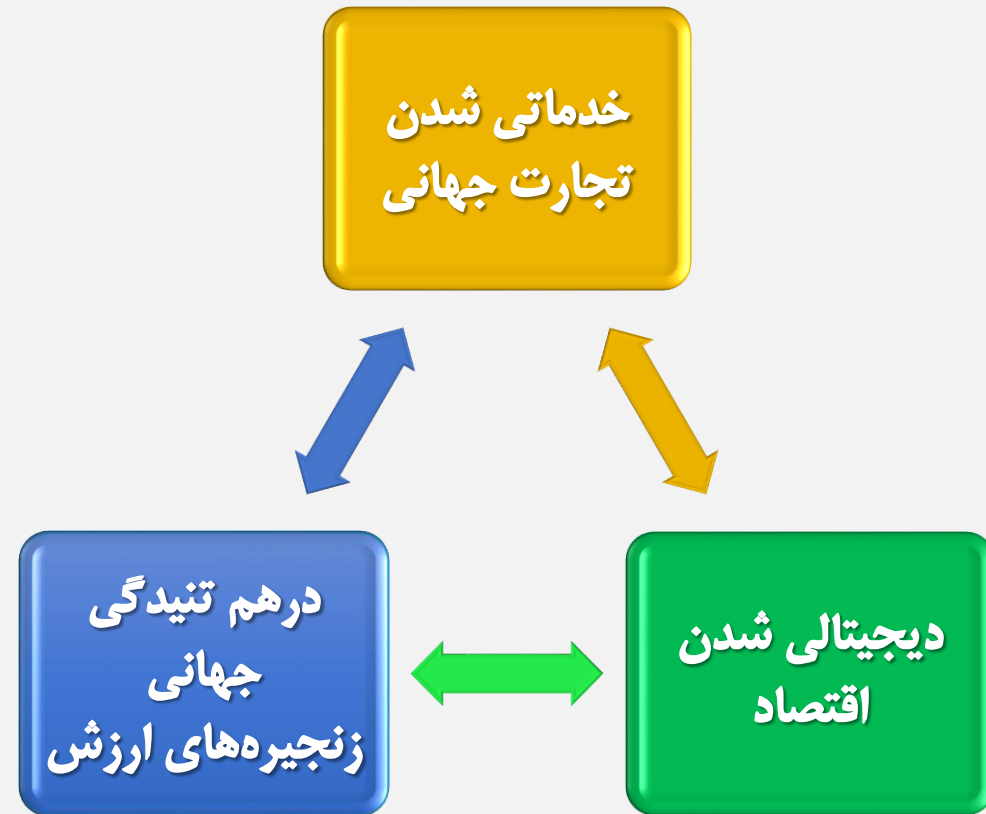 خدماتی شدن
تجارت جهانی
دیجیتالی شدن
اقتصاد
درهم تنیدگی
جهانی
زنجیره‌های ارزش